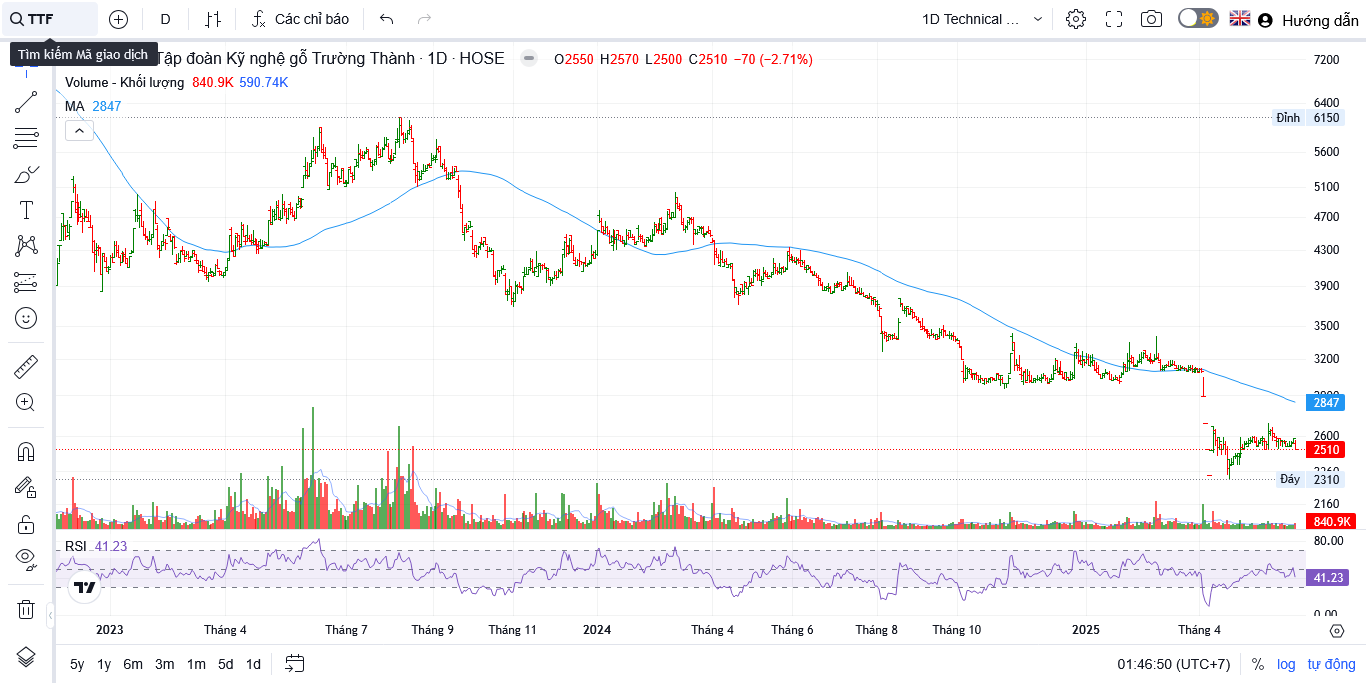 TTF
D
Các chỉ báo
1D Technical ...
Hướng dẫn
Tìm kiếm Mã giao dịch
Tập đoàn Kỹ nghệ gỗ Trường Thành · 1D · HOSE
O2550 H2570 L2500 C2510 −70 (−2.71%)
Volume - Khối lượng 840.9K 590.74K
MA 2847
7200
6400
Đỉnh 6150
5600
5100
4700
4300
3900
3500
3200
2847
2600
2510
Đáy 2310
2160
840.9K
RSI 41.23
80.00
41.23
0.00
2023 Tháng 4 Tháng 7 Tháng 9 Tháng 11 2024 Tháng 4 Tháng 6 Tháng 8 Tháng 10 2025 Tháng 4
5y 1y 6m 3m 1m 5d 1d
01:46:50 (UTC+7) % log tự động